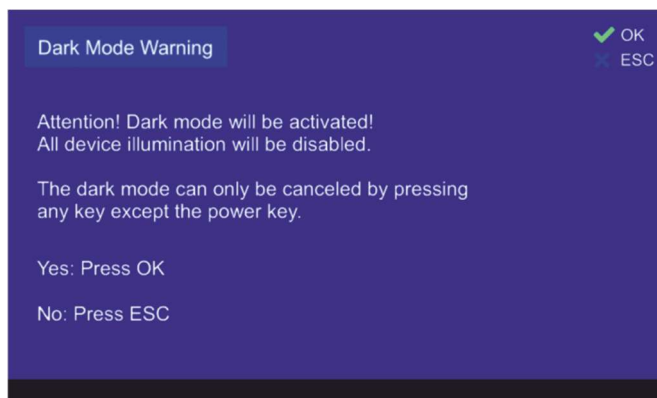 Dark Mode Warning
OK
ESC
Attention! Dark mode will be activated!
All device illumination will be disabled.
The dark mode can only be canceled by pressing
any key except the power key.
Yes: Press OK
No: Press ESC